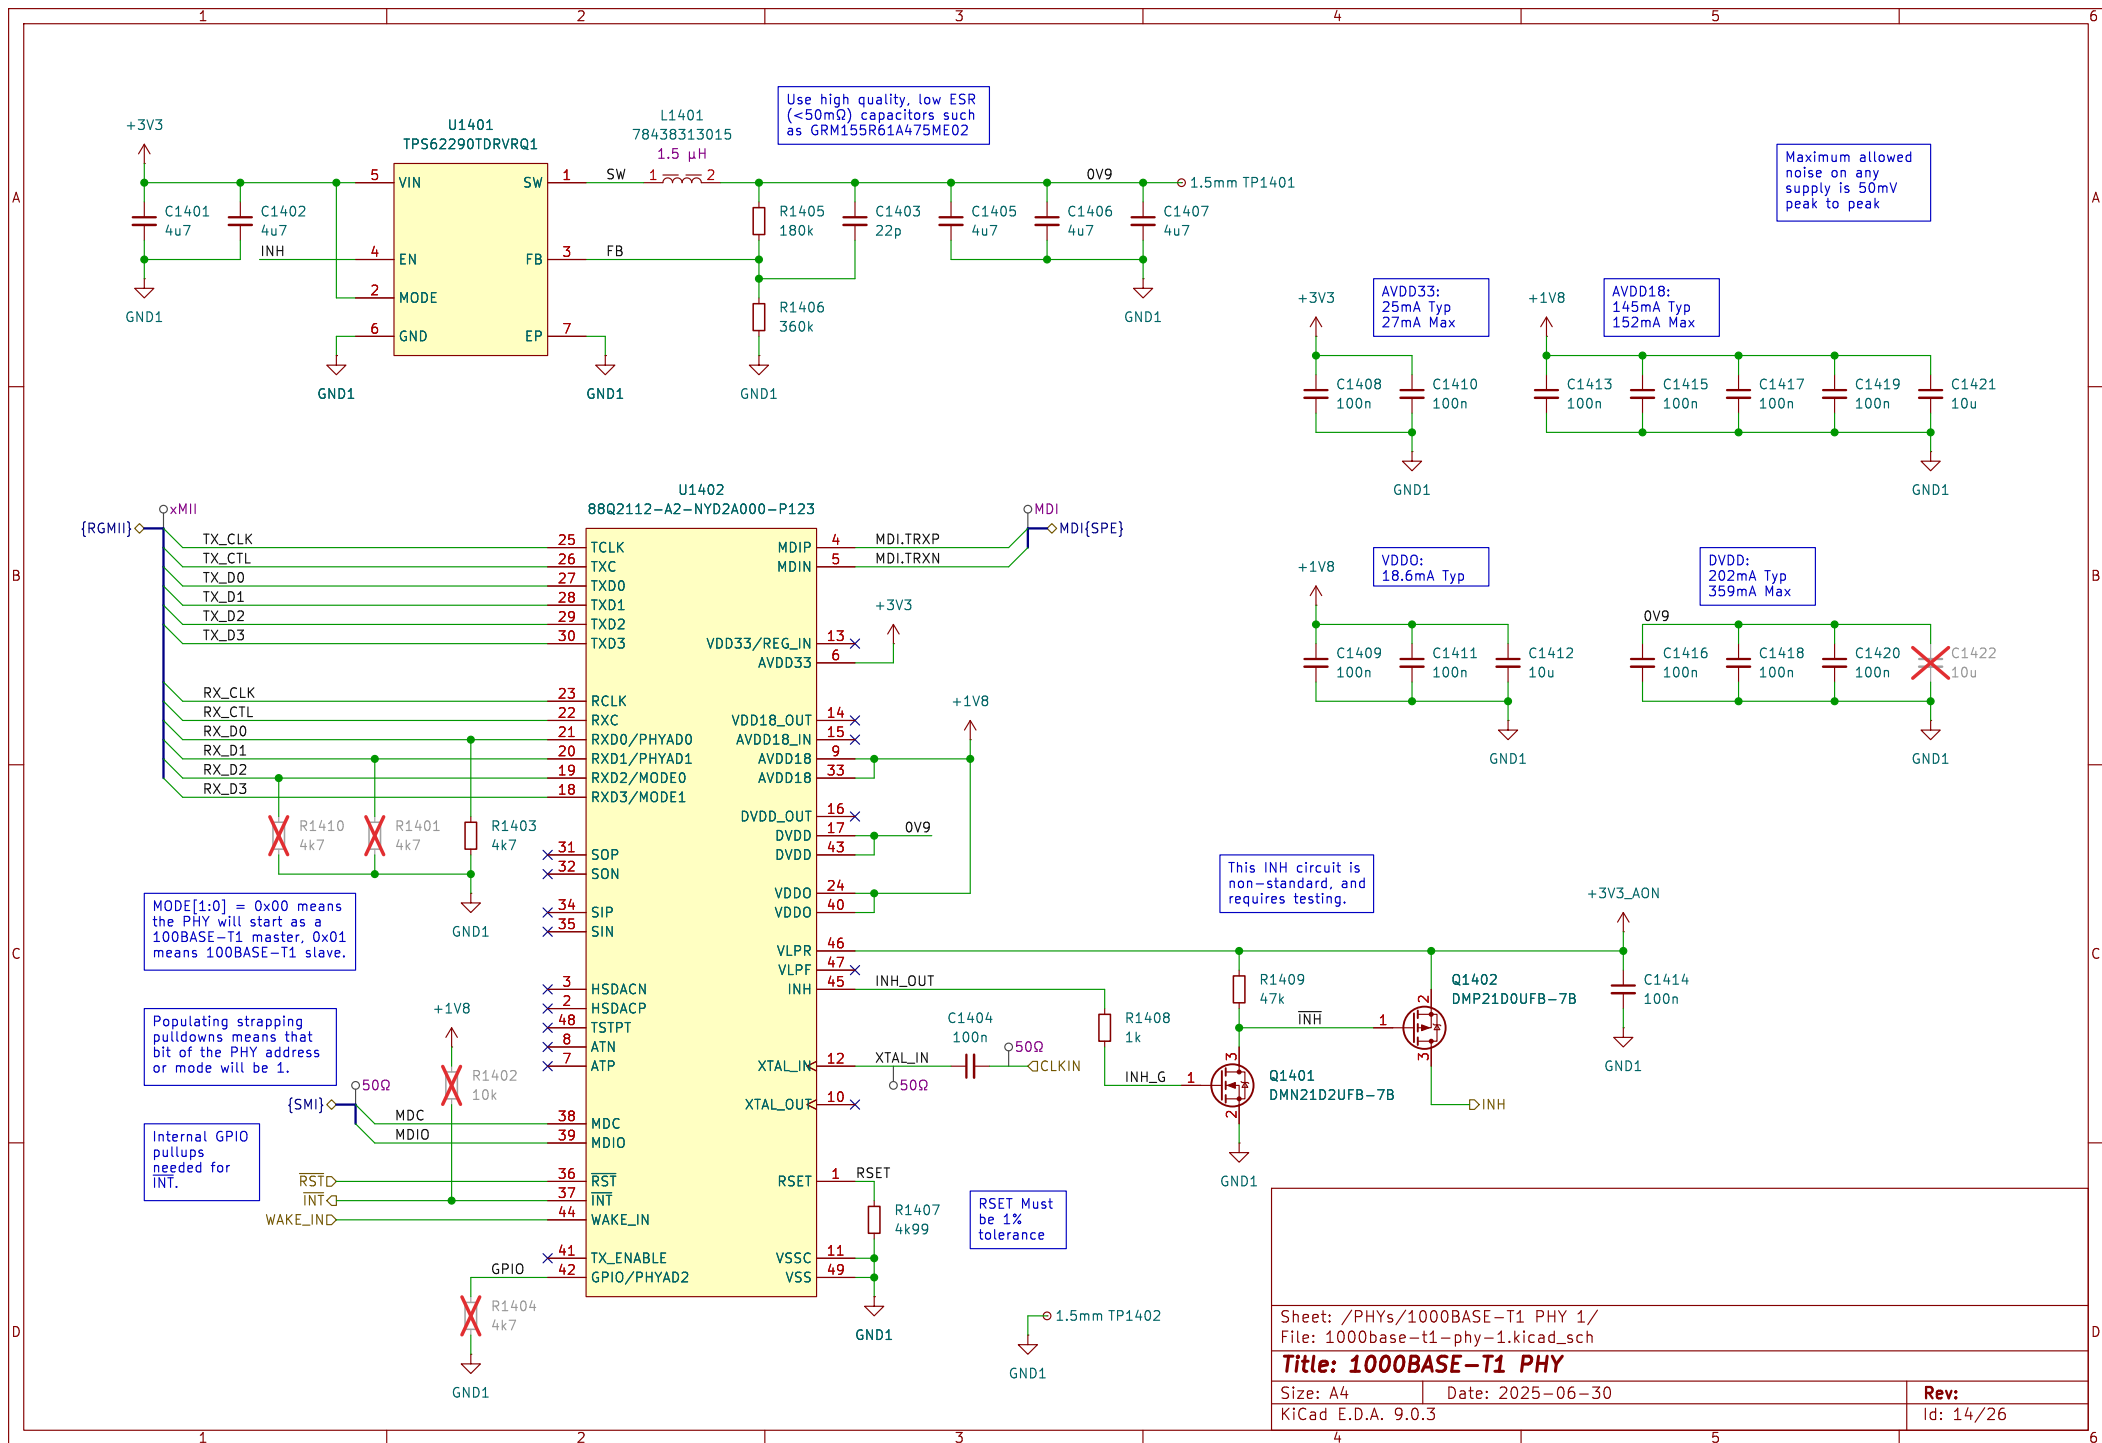 1 2 3 4 5 6
A
B
C
D
A
B
C
D
1 2 3 4 5 6
+3V3
C1401
4u7
C1402
4u7
GND1
INH
U1401
TPS62290TDRVRQ1
5 VIN
4 EN
2 MODE
6 GND
SW 1
FB 3
EP 7
GND1
GND1
SW
FB
L1401
78438313015
1.5 µH
1 2
Use high quality, low ESR
(<50mΩ) capacitors such
as GRM155R61A475ME02
R1405
180k
R1406
360k
GND1
C1403
22p
C1405
4u7
C1406
4u7
C1407
4u7
0V9
1.5mm TP1401
GND1
Maximum allowed
noise on any
supply is 50mV
peak to peak
+3V3
AVDD33:
25mA Typ
27mA Max
C1408
100n
C1410
100n
GND1
+1V8
AVDD18:
145mA Typ
152mA Max
C1413
100n
C1415
100n
C1417
100n
C1419
100n
C1421
10u
GND1
+1V8
VDDO:
18.6mA Typ
C1409
100n
C1411
100n
C1412
10u
GND1
DVDD:
202mA Typ
359mA Max
0V9
C1416
100n
C1418
100n
C1420
100n
C1422
10u
GND1
xMII
{RGMII}
TX_CLK
TX_CTL
TX_D0
TX_D1
TX_D2
TX_D3
RX_CLK
RX_CTL
RX_D0
RX_D1
RX_D2
RX_D3
U1402
88Q2112-A2-NYD2A000-P123
25 TCLK
26 TXC
27 TXD0
28 TXD1
29 TXD2
30 TXD3
23 RCLK
22 RXC
21 RXD0/PHYAD0
20 RXD1/PHYAD1
19 RXD2/MODE0
18 RXD3/MODE1
31 SOP
32 SON
34 SIP
35 SIN
3 HSDACN
2 HSDACP
48 TSTPT
8 ATN
7 ATP
38 MDC
39 MDIO
36 RST
37 INT
44 WAKE_IN
41 TX_ENABLE
42 GPIO/PHYAD2
MDIP 4
MDIN 5
VDD33/REG_IN 13
AVDD33 6
VDD18_OUT 14
AVDD18_IN 15
AVDD18 9
AVDD18 33
DVDD_OUT 16
DVDD 17
DVDD 43
VDDO 24
VDDO 40
VLPR 46
VLPF 47
INH 45
XTAL_IN 12
XTAL_OUT 10
RSET 1
VSSC 11
VSS 49
MDI
MDI{SPE}
MDI.TRXP
MDI.TRXN
+3V3
+1V8
0V9
R1410
4k7
R1401
4k7
R1403
4k7
GND1
MODE[1:0] = 0x00 means
the PHY will start as a
100BASE-T1 master, 0x01
means 100BASE-T1 slave.
Populating strapping
pulldowns means that
bit of the PHY address
or mode will be 1.
+1V8
R1402
10k
50Ω
{SMI}
MDC
MDIO
Internal GPIO
pullups
needed for
INT.
RST
INT
WAKE_IN
GPIO
R1404
4k7
GND1
INH_OUT
C1404
100n
XTAL_IN
50Ω
50Ω
CLKIN
R1408
1k
INH_G
This INH circuit is
non-standard, and
requires testing.
R1409
47k
INH
1
3
2
Q1401
DMN21D2UFB-7B
GND1
1
2
3
Q1402
DMP21D0UFB-7B
INH
+3V3_AON
C1414
100n
GND1
RSET
R1407
4k99
GND1
RSET Must
be 1%
tolerance
1.5mm TP1402
GND1
Sheet: /PHYs/1000BASE-T1 PHY 1/
File: 1000base-t1-phy-1.kicad_sch
Title: 1000BASE-T1 PHY
Size: A4 Date: 2025-06-30 Rev:
KiCad E.D.A. 9.0.3 Id: 14/26